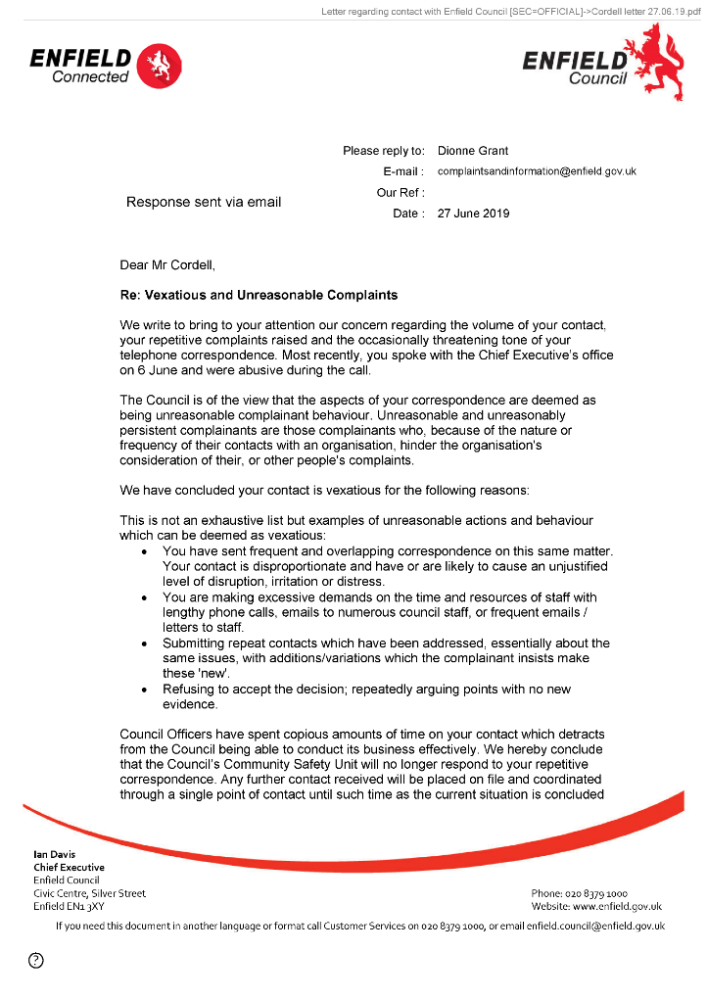 Letter regarding contact with Enfield Council [SEC=OFFICIAL]->Cordell letter 27.06.19.pdf
ENFIELD
Connected
ENFIELD
Council
Please reply to: Dionne Grant
E-mail : complaintsandinformation@enfield.gov.uk
Our Ref :
Response sent via email
Date : 27 June 2019
Dear Mr Cordell,
Re: Vexatious and Unreasonable Complaints
We write to bring to your attention our concern regarding the volume of your contact,
your repetitive complaints raised and the occasionally threatening tone of your
telephone correspondence. Most recently, you spoke with the Chief Executive's office
on 6 June and were abusive during the call.
The Council is of the view that the aspects of your correspondence are deemed as
being unreasonable complainant behaviour. Unreasonable and unreasonably
persistent complainants are those complainants who, because of the nature or
frequency of their contacts with an organisation, hinder the organisation's
consideration of their, or other people's complaints.
We have concluded your contact is vexatious for the following reasons:
This is not an exhaustive list but examples of unreasonable actions and behaviour
which can be deemed as vexatious:
• You have sent frequent and overlapping correspondence on this same matter.
Your contact is disproportionate and have or are likely to cause an unjustified
level of disruption, irritation or distress.
• You are making excessive demands on the time and resources of staff with
lengthy phone calls, emails to numerous council staff, or frequent emails /
letters to staff.
• Submitting repeat contacts which have been addressed, essentially about the
same issues, with additions/variations which the complainant insists make
these 'new'.
• Refusing to accept the decision; repeatedly arguing points with no new
evidence.
Council Officers have spent copious amounts of time on your contact which detracts
from the Council being able to conduct its business effectively. We hereby conclude
that the Council's Community Safety Unit will no longer respond to your repetitive
correspondence. Any further contact received will be placed on file and coordinated
through a single point of contact until such time as the current situation is concluded
Ian Davis
Chief Executive
Enfield Council
Civic Centre, Silver Street
Enfield EN1 3XY
Phone: 020 8379 1000
Website: www.enfield.gov.uk
If you need this document in another language or format call Customer Services on 020 8379 1000, or email enfield.council@enfield.gov.uk
?